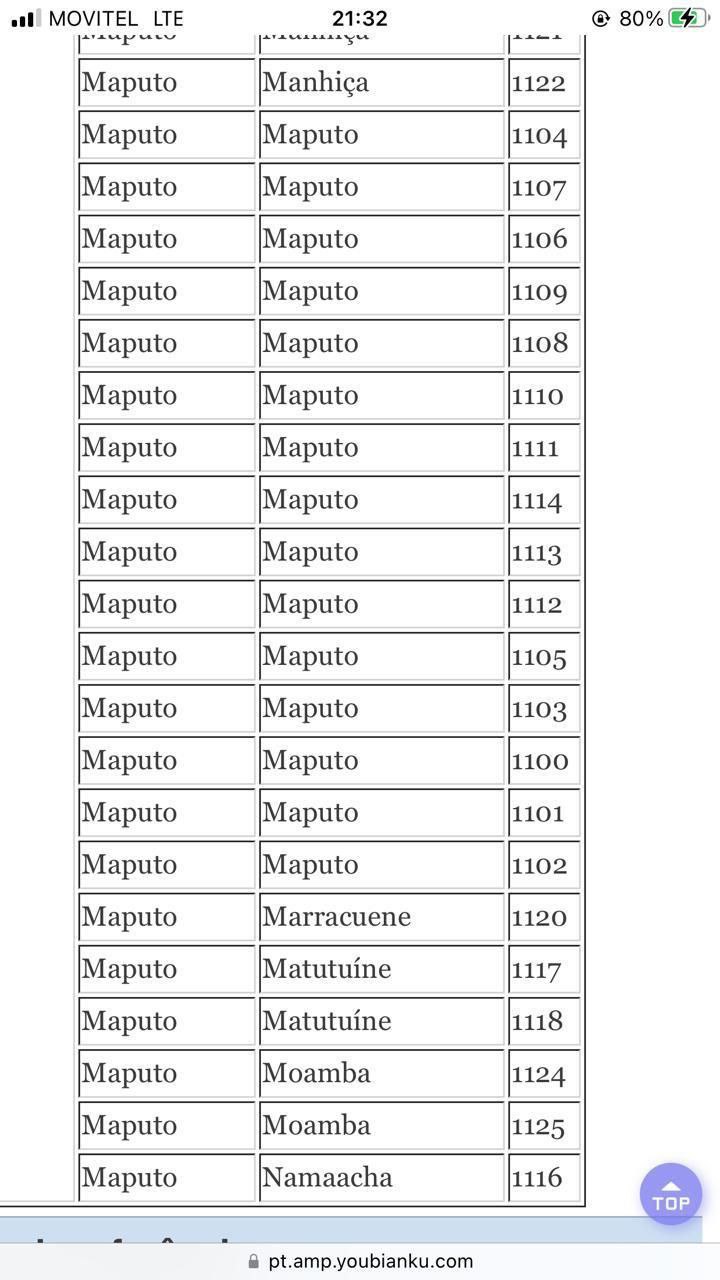 MOVITEL LTE 21:32 80%
Maputo Manhiça 1121
Maputo Manhiça 1122
Maputo Maputo 1104
Maputo Maputo 1107
Maputo Maputo 1106
Maputo Maputo 1109
Maputo Maputo 1108
Maputo Maputo 1110
Maputo Maputo 1111
Maputo Maputo 1114
Maputo Maputo 1113
Maputo Maputo 1112
Maputo Maputo 1105
Maputo Maputo 1103
Maputo Maputo 1100
Maputo Maputo 1101
Maputo Maputo 1102
Maputo Marracuene 1120
Maputo Matutuíne 1117
Maputo Matutuíne 1118
Maputo Moamba 1124
Maputo Moamba 1125
Maputo Namaacha 1116
TOP
pt.amp.youbianku.com